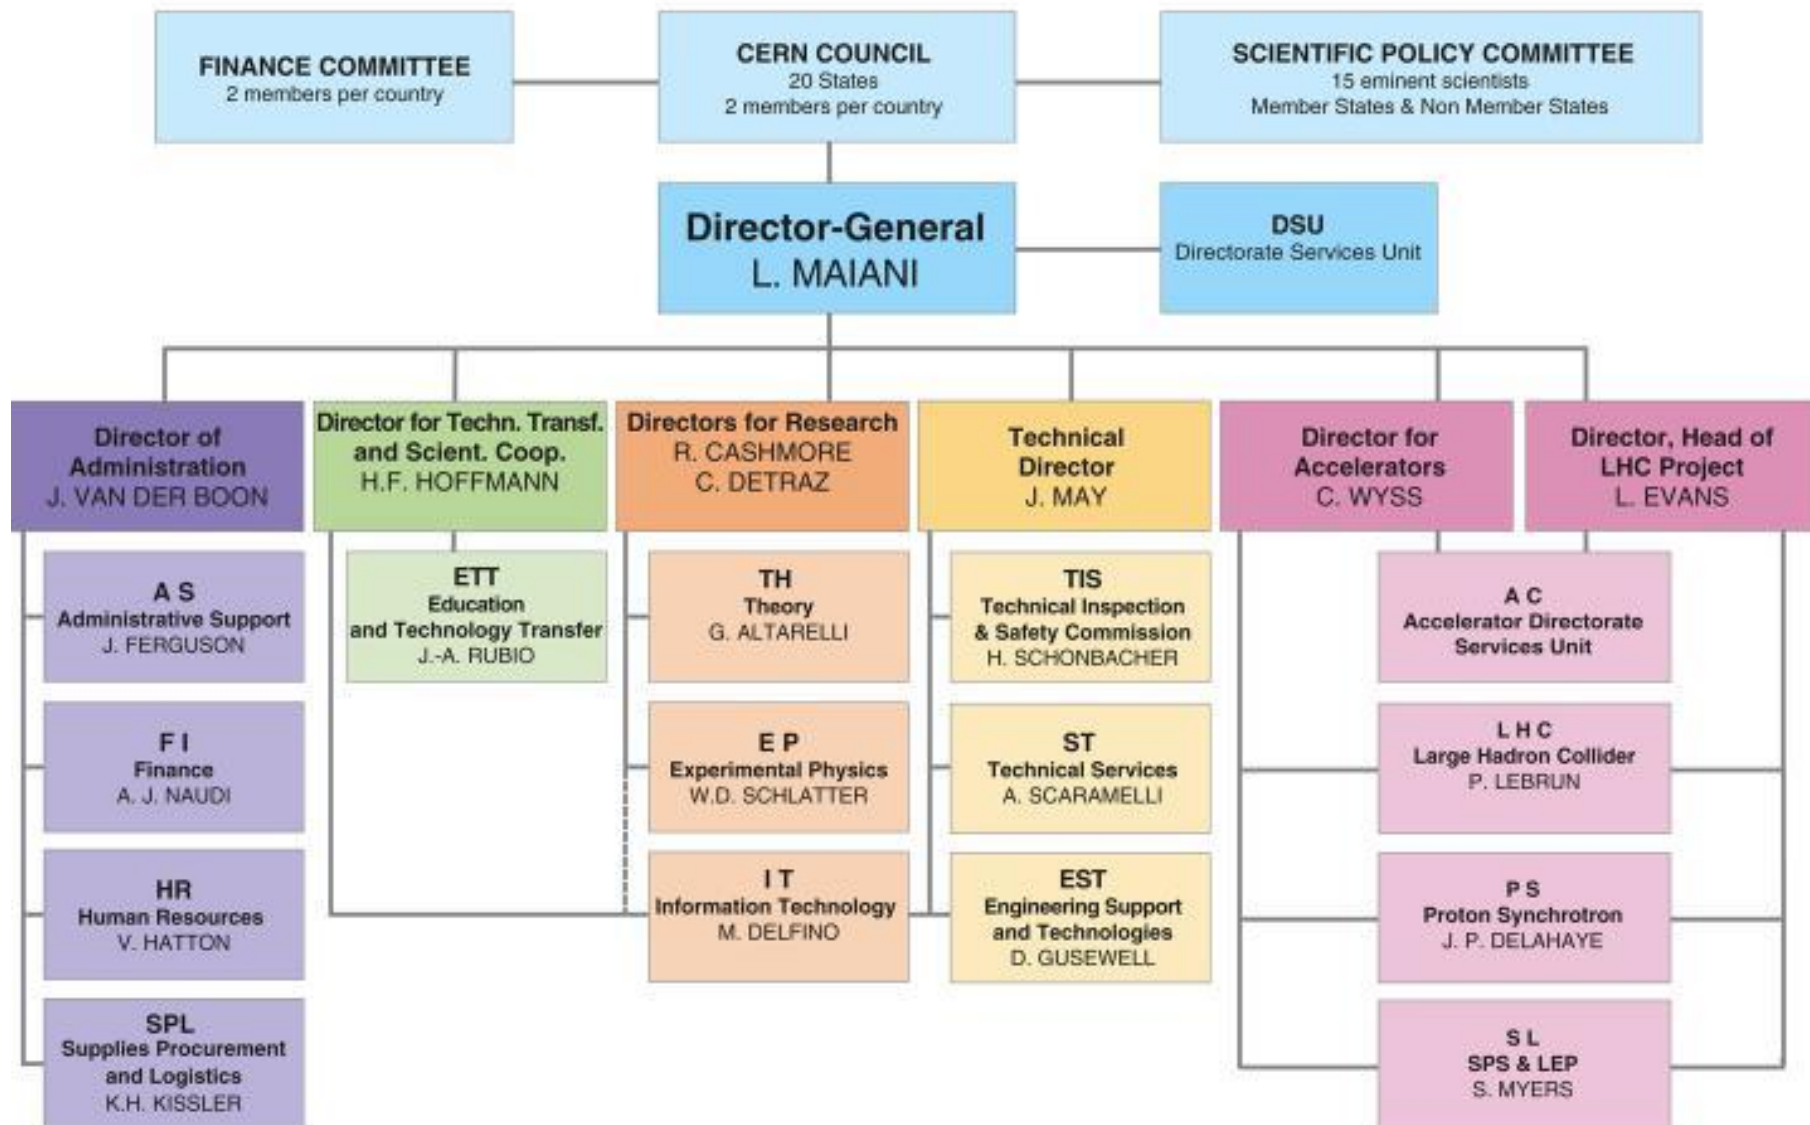 FINANCE COMMITTEE
2 members per country
CERN COUNCIL
20 States
2 members per country
SCIENTIFIC POLICY COMMITTEE
15 eminent scientists
Member States & Non Member States
Director-General
L. MAIANI
DSU
Directorate Services Unit
Director of
Administration
J. VAN DER BOON
Director for Techn. Transf.
and Scient. Coop.
H.F. HOFFMANN
Directors for Research
R. CASHMORE
C. DETRAZ
Technical
Director
J. MAY
Director for
Accelerators
C. WYSS
Director, Head of
LHC Project
L. EVANS
A S
Administrative Support
J. FERGUSON
F I
Finance
A. J. NAUDI
HR
Human Resources
V. HATTON
SPL
Supplies Procurement
and Logistics
K.H. KISSLER
ETT
Education
and Technology Transfer
J.-A. RUBIO
TH
Theory
G. ALTARELLI
E P
Experimental Physics
W.D. SCHLATTER
I T
Information Technology
M. DELFINO
TIS
Technical Inspection
& Safety Commission
H. SCHONBACHER
ST
Technical Services
A. SCARAMELLI
EST
Engineering Support
and Technologies
D. GUSEWELL
A C
Accelerator Directorate
Services Unit
L H C
Large Hadron Collider
P. LEBRUN
P S
Proton Synchrotron
J. P. DELAHAYE
S L
SPS & LEP
S. MYERS